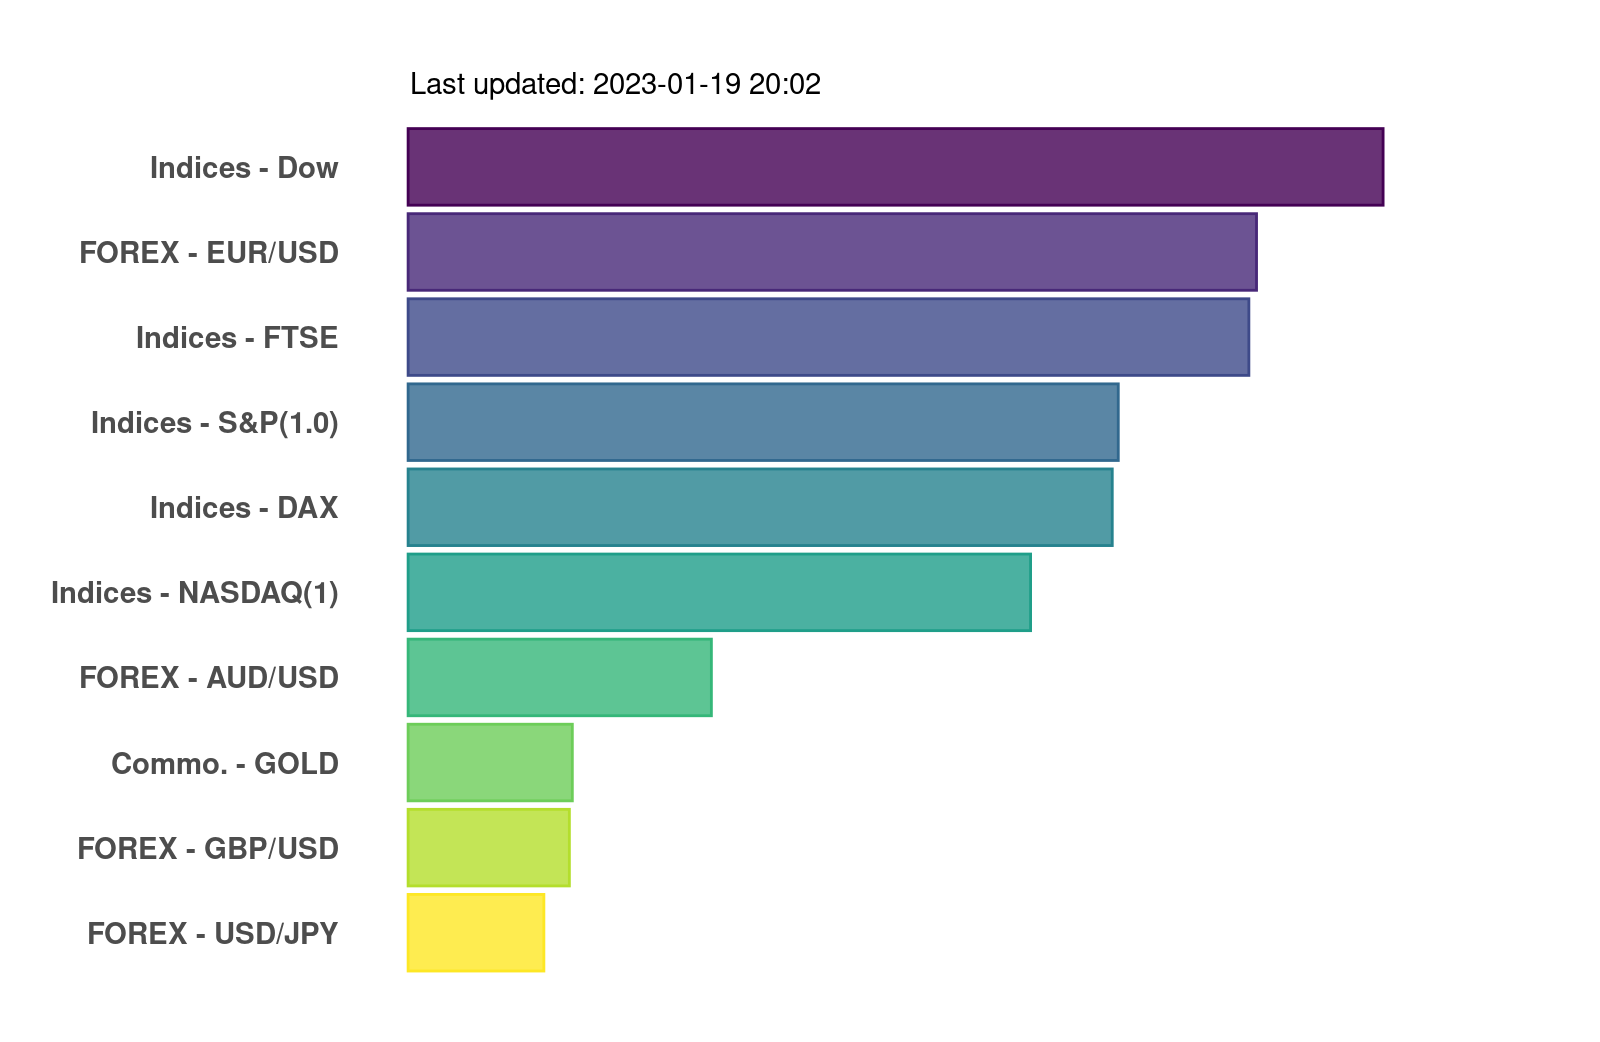 Last updated: 2023-01-19 20:02
Indices - Dow
FOREX - EUR/USD
Indices - FTSE
Indices - S&P(1.0)
Indices - DAX
Indices - NASDAQ(1)
FOREX - AUD/USD
Commo. - GOLD
FOREX - GBP/USD
FOREX - USD/JPY